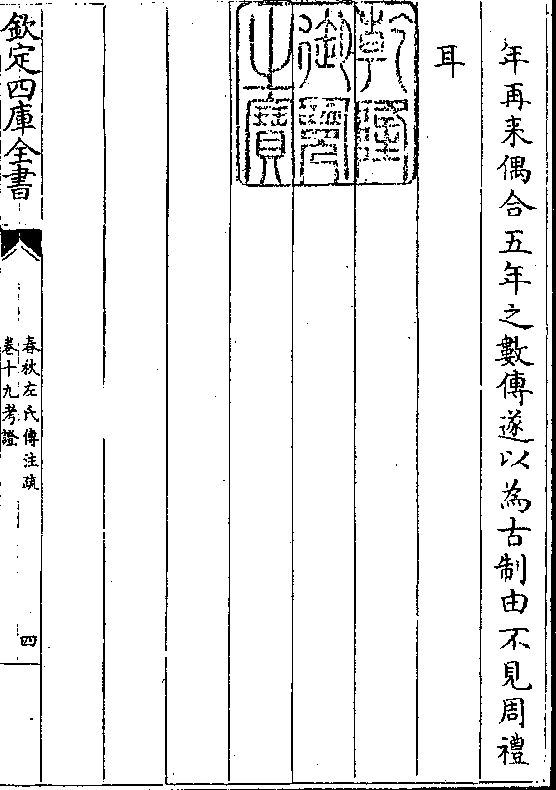 年再来偶合五年之數傳遂以為古制由不見周禮
耳
乾隆
御覽
之寶
欽定四庫全書
春秋左氏傳注疏
卷十九考證
四